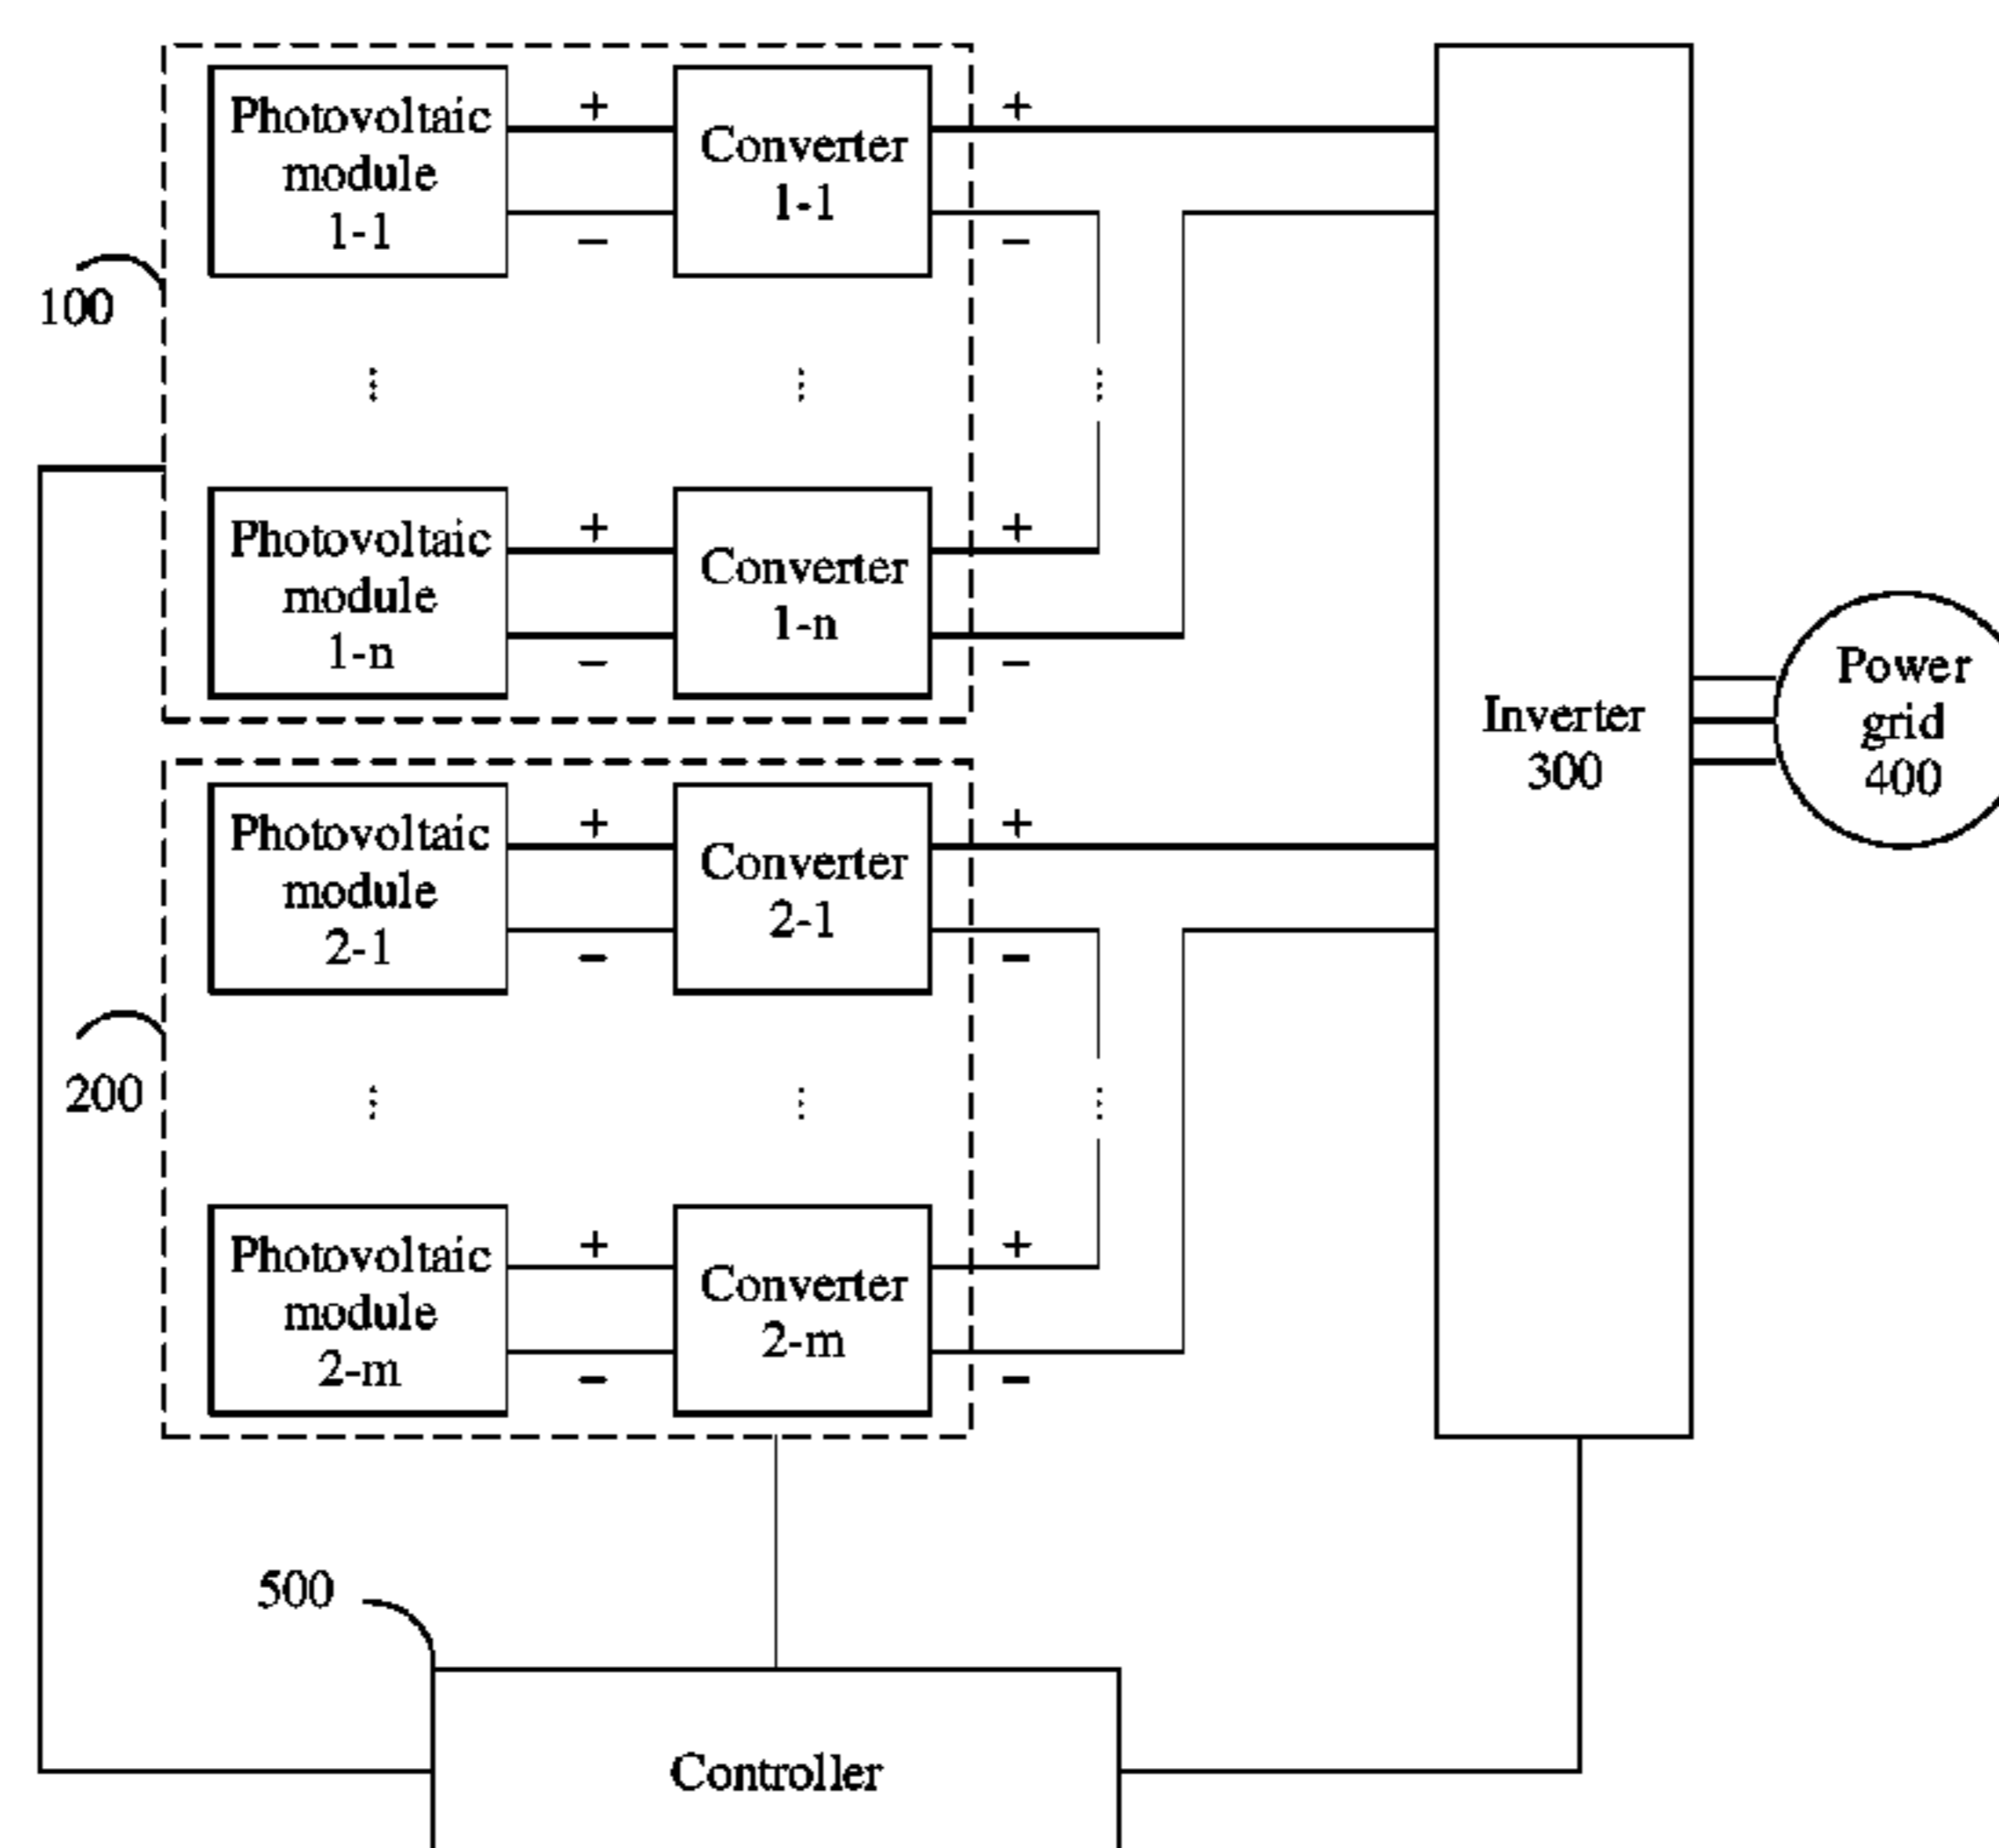 Photovoltaic
module
1-1
+
−
Converter
1-1
+
−
100
Photovoltaic
module
1-n
+
−
Converter
1-n
+
−
Inverter
300
Power
grid
400
Photovoltaic
module
2-1
+
−
Converter
2-1
+
−
200
Photovoltaic
module
2-m
+
−
Converter
2-m
+
−
500
Controller